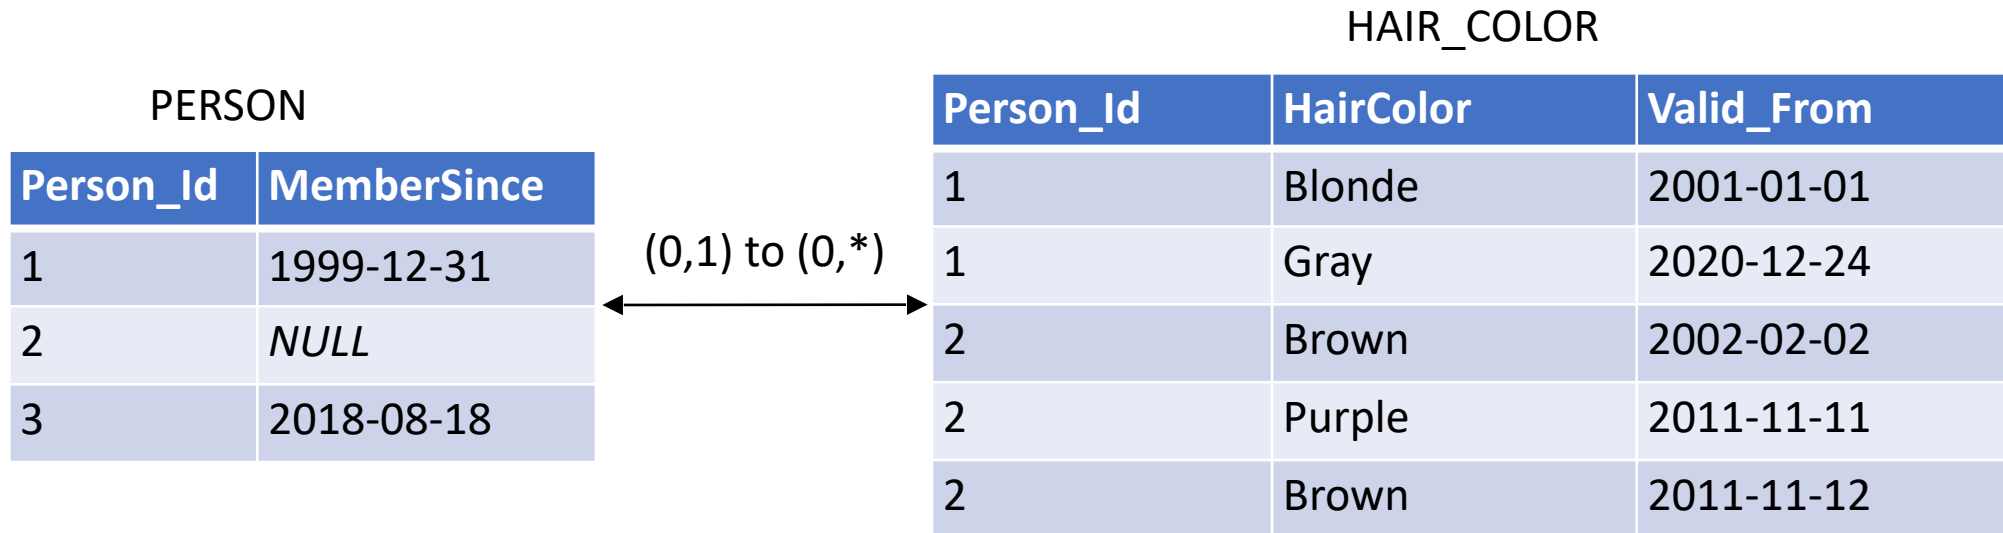 PERSON
Person_Id MemberSince
1 1999-12-31
2 NULL
3 2018-08-18
(0,1) to (0,*)
HAIR_COLOR
Person_Id HairColor Valid_From
1 Blonde 2001-01-01
1 Gray 2020-12-24
2 Brown 2002-02-02
2 Purple 2011-11-11
2 Brown 2011-11-12